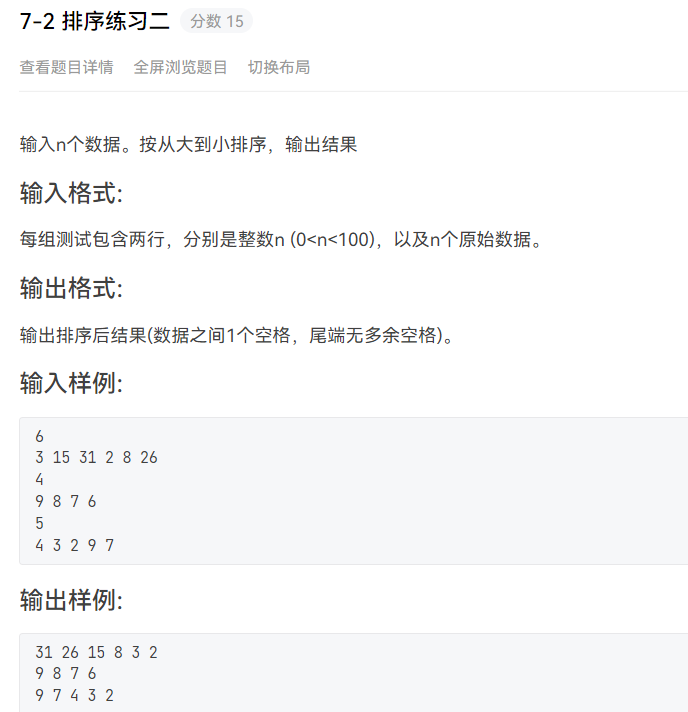 7-2 排序练习二 分数 15
查看题目详情 全屏浏览题目 切换布局
输入n个数据。按从大到小排序，输出结果
输入格式:
每组测试包含两行，分别是整数n (0<n<100)，以及n个原始数据。
输出格式:
输出排序后结果(数据之间1个空格，尾端无多余空格)。
输入样例:
6
3 15 31 2 8 26
4
9 8 7 6
5
4 3 2 9 7
输出样例:
31 26 15 8 3 2
9 8 7 6
9 7 4 3 2